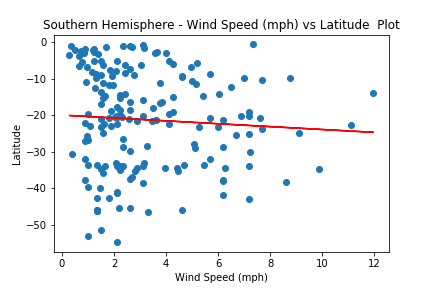 Southern Hemisphere - Wind Speed (mph) vs Latitude  Plot
0
−10
−20
−30
−40
−50
Latitude
0 2 4 6 8 10 12
Wind Speed (mph)